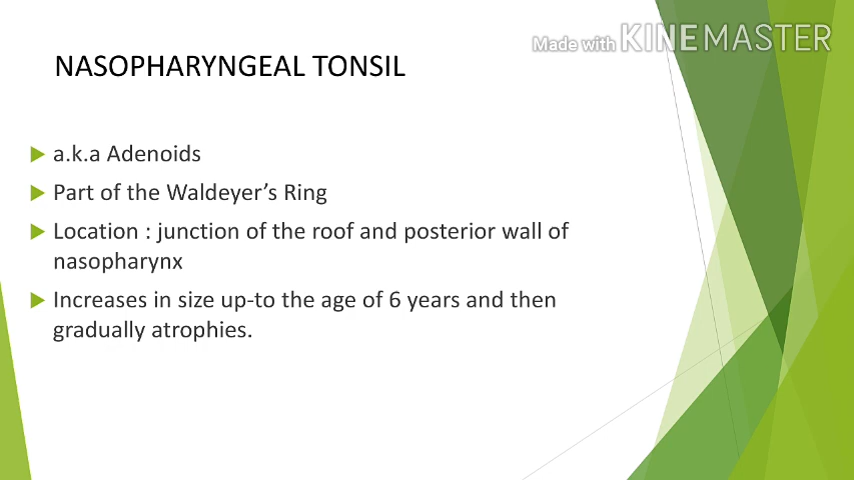 Made with KINEMASTER
NASOPHARYNGEAL TONSIL
a.k.a Adenoids
Part of the Waldeyer’s Ring
Location : junction of the roof and posterior wall of
nasopharynx
Increases in size up-to the age of 6 years and then
gradually atrophies.